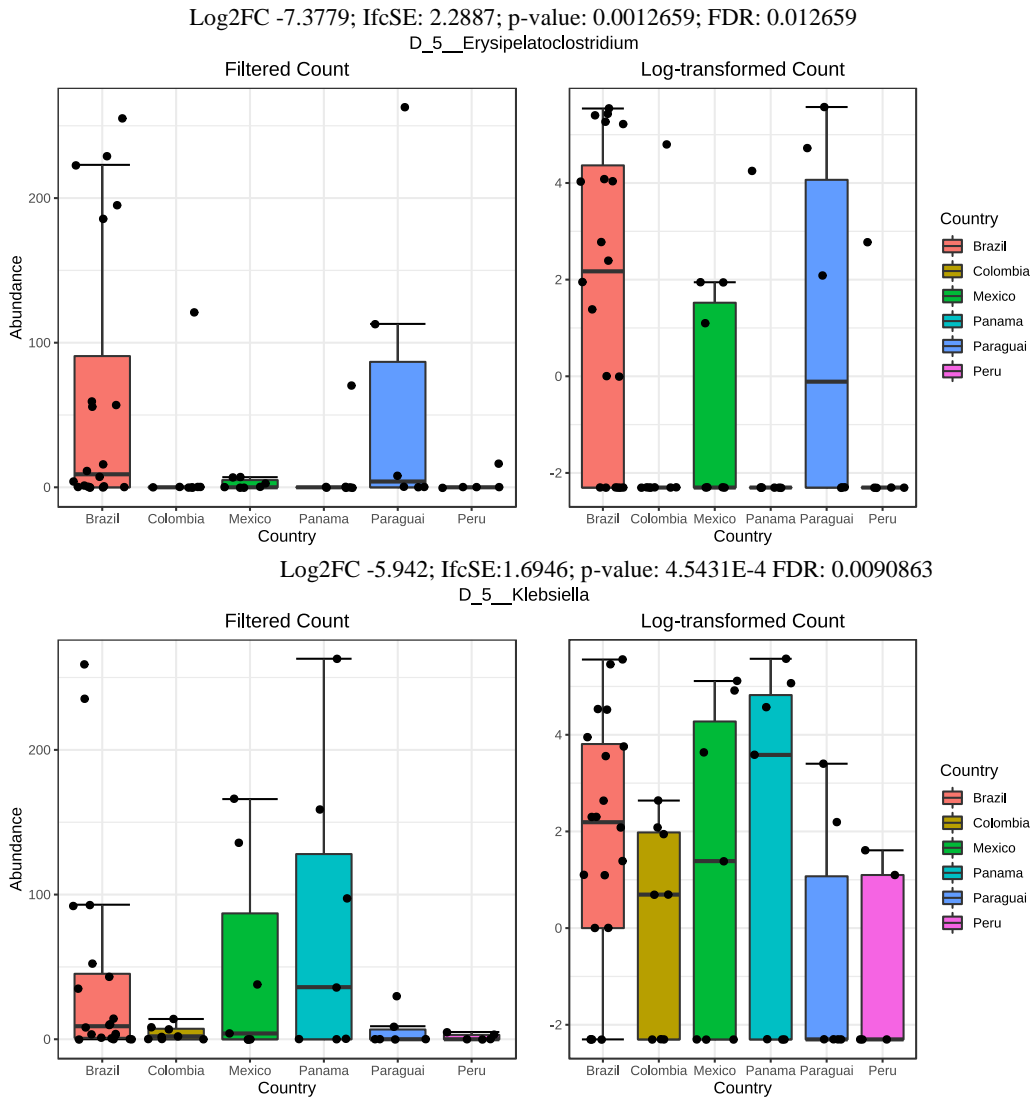 Log2FC -7.3779; IfcSE: 2.2887; p-value: 0.0012659; FDR: 0.012659
D_5__Erysipelatoclostridium
Filtered Count
Log-transformed Count
Abundance
200
100
0
4
2
0
-2
Brazil Colombia Mexico Panama Paraguai Peru
Country
Brazil Colombia Mexico Panama Paraguai Peru
Country
Country
Brazil
Colombia
Mexico
Panama
Paraguai
Peru
Log2FC -5.942; IfcSE:1.6946; p-value: 4.5431E-4 FDR: 0.0090863
D_5__Klebsiella
Filtered Count
Log-transformed Count
Abundance
200
100
0
4
2
0
-2
Brazil Colombia Mexico Panama Paraguai Peru
Country
Brazil Colombia Mexico Panama Paraguai Peru
Country
Country
Brazil
Colombia
Mexico
Panama
Paraguai
Peru